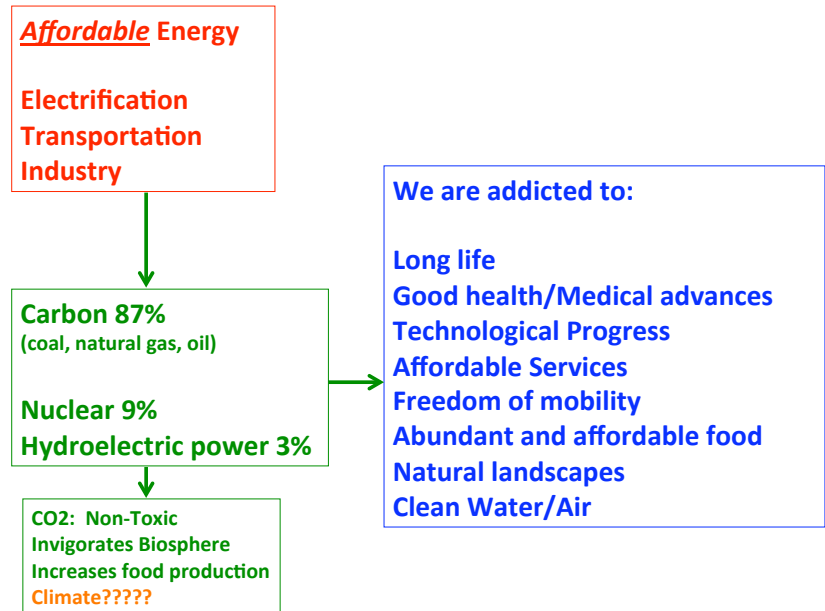 Affordable Energy
Electrification
Transportation
Industry
Carbon 87%
(coal, natural gas, oil)
Nuclear 9%
Hydroelectric power 3%
CO2: Non-Toxic
Invigorates Biosphere
Increases food production
Climate?????
We are addicted to:
Long life
Good health/Medical advances
Technological Progress
Affordable Services
Freedom of mobility
Abundant and affordable food
Natural landscapes
Clean Water/Air